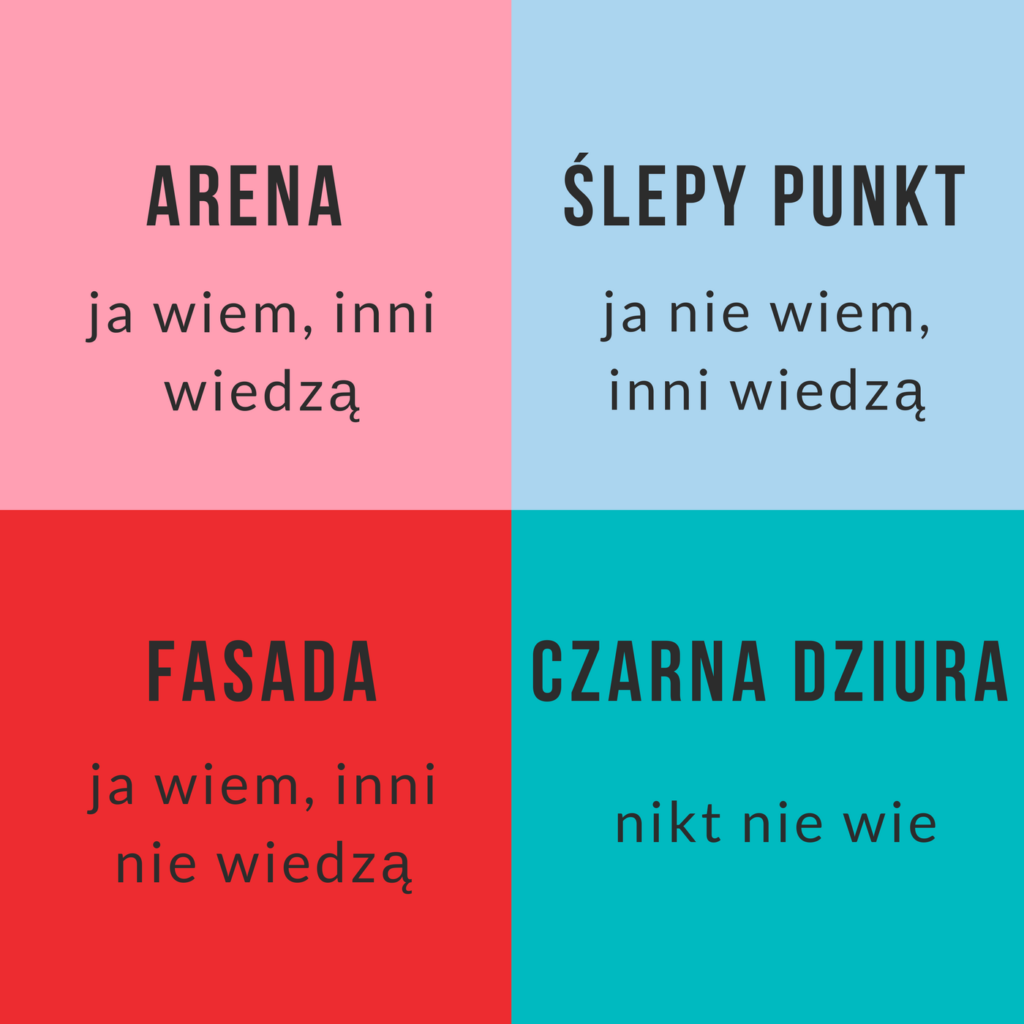 ARENA
ja wiem, inni
wiedzą
ŚLEPY PUNKT
ja nie wiem,
inni wiedzą
FASADA
ja wiem, inni
nie wiedzą
CZARNA DZIURA
nikt nie wie